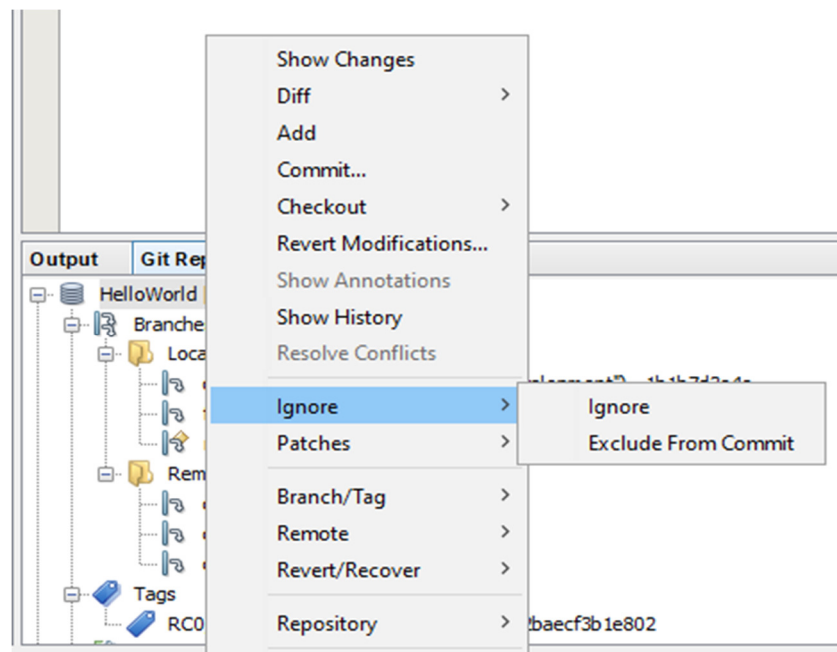 Show Changes
Diff
Add
Commit...
Checkout
Revert Modifications...
Show Annotations
Show History
Resolve Conflicts
Ignore
Patches
Branch/Tag
Remote
Revert/Recover
Repository
Ignore
Exclude From Commit
Output
Git Rep
HelloWorld
Branche
Loca
Rem
Tags
RC0
baecf3b1e802